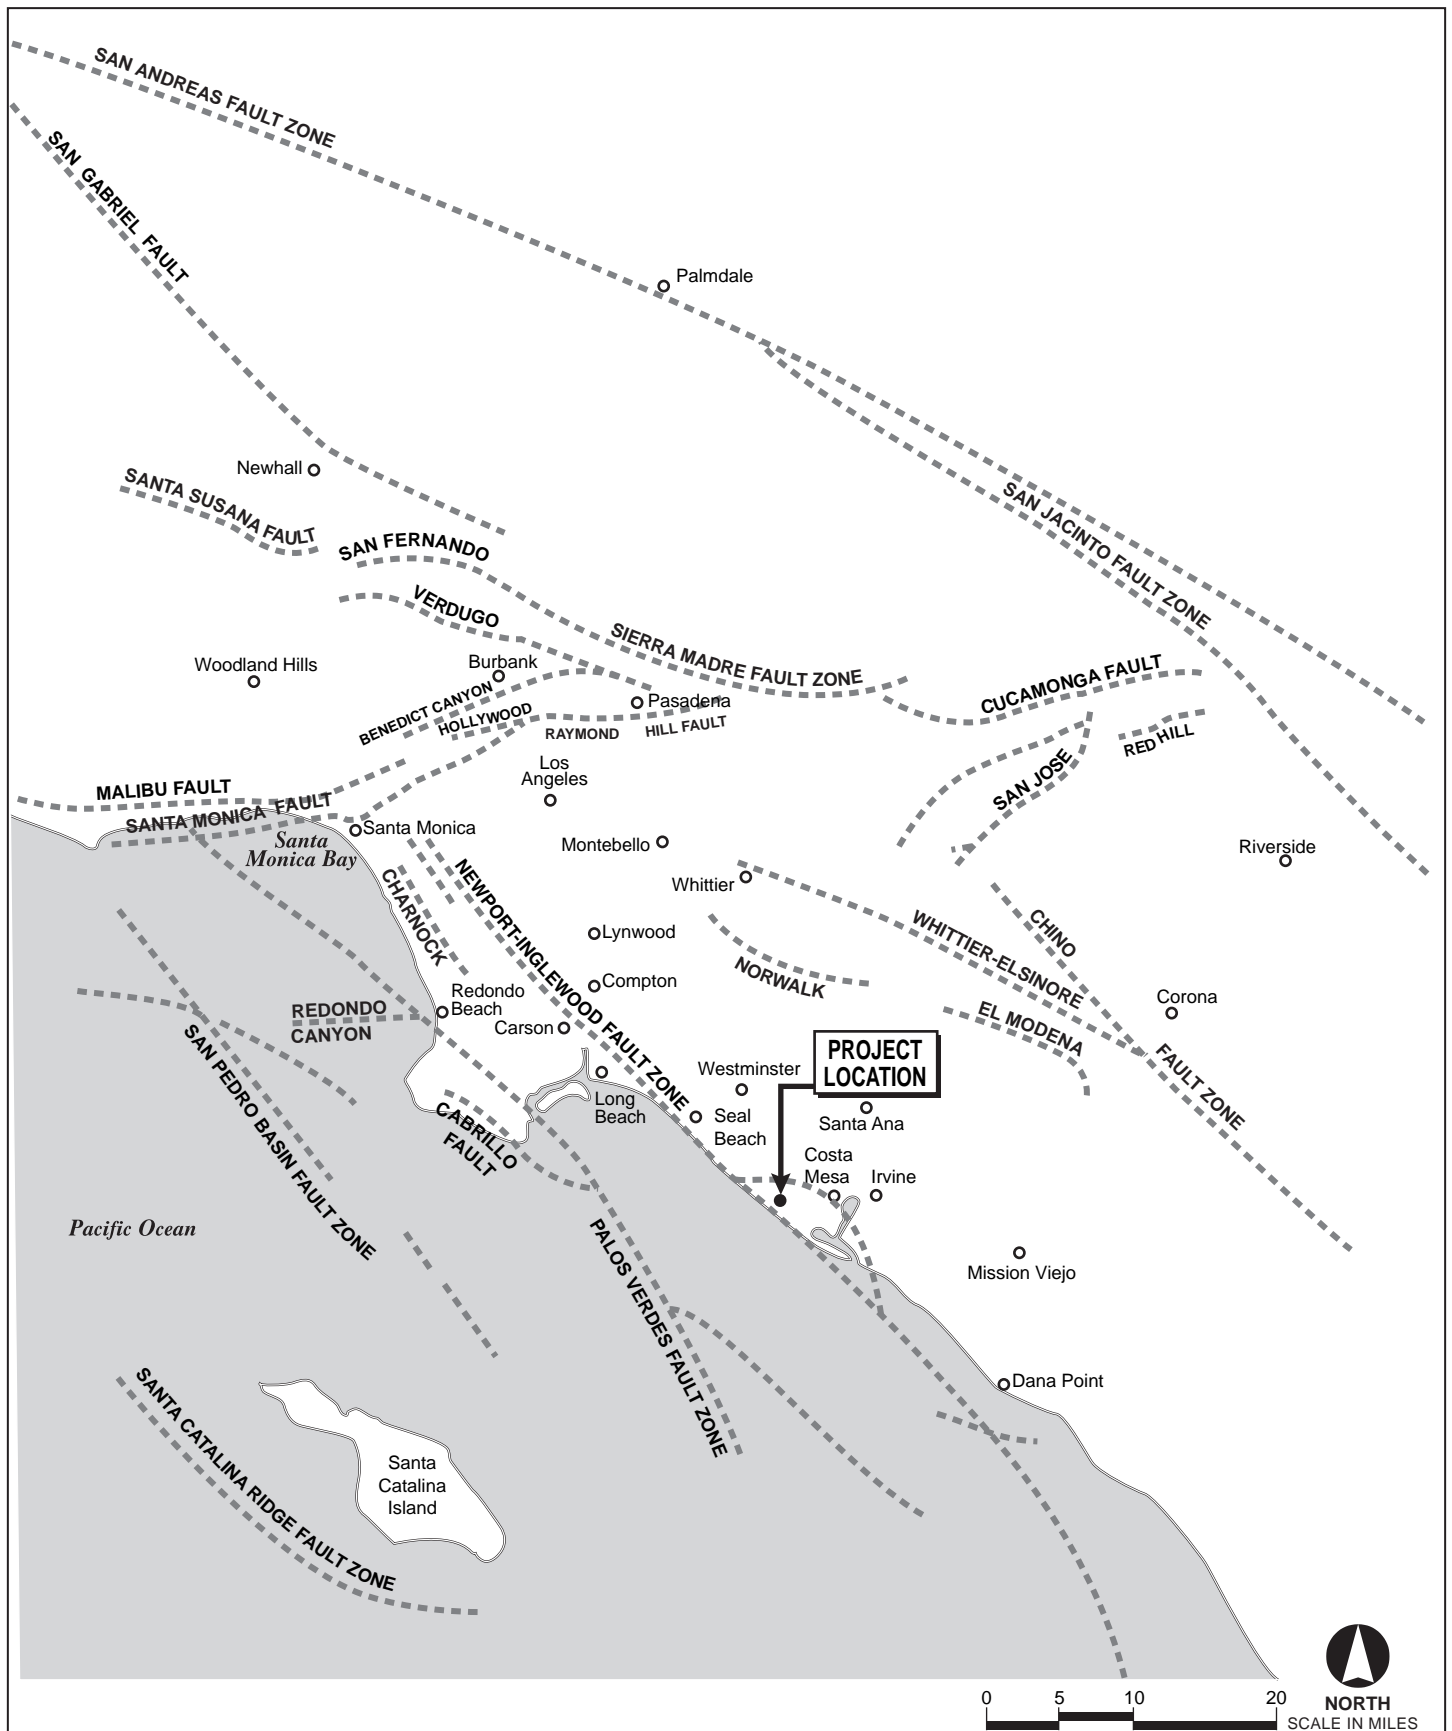 SAN ANDREAS FAULT ZONE
SAN GABRIEL FAULT
Palmdale
Newhall
SANTA SUSANA FAULT
SAN FERNANDO
SAN JACINTO FAULT ZONE
VERDUGO
SIERRA MADRE FAULT ZONE
Woodland Hills
Burbank
CUCAMONGA FAULT
BENEDICT CANYON
Pasadena
HOLLYWOOD
RAYMOND
HILL FAULT
RED HILL
Los
Angeles
SAN JOSE
MALIBU FAULT
SANTA MONICA FAULT
Santa Monica
Santa
Monica Bay
Montebello
Riverside
Whittier
CHARNOCK
NEWPORT-INGLEWOOD FAULT ZONE
Lynwood
CHINO
WHITTIER-ELSINORE
FAULT ZONE
NORWALK
Compton
Redondo
Beach
REDONDO
CANYON
Corona
Carson
EL MODENA
SAN PEDRO BASIN FAULT ZONE
PROJECT
LOCATION
Westminster
Long
Beach
Seal
Beach
Santa Ana
CABRILLO
FAULT
Costa
Mesa
Irvine
Pacific Ocean
PALOS VERDES FAULT ZONE
Mission Viejo
Dana Point
SANTA CATALINA RIDGE FAULT ZONE
Santa
Catalina
Island
0 5 10 20
NORTH
SCALE IN MILES